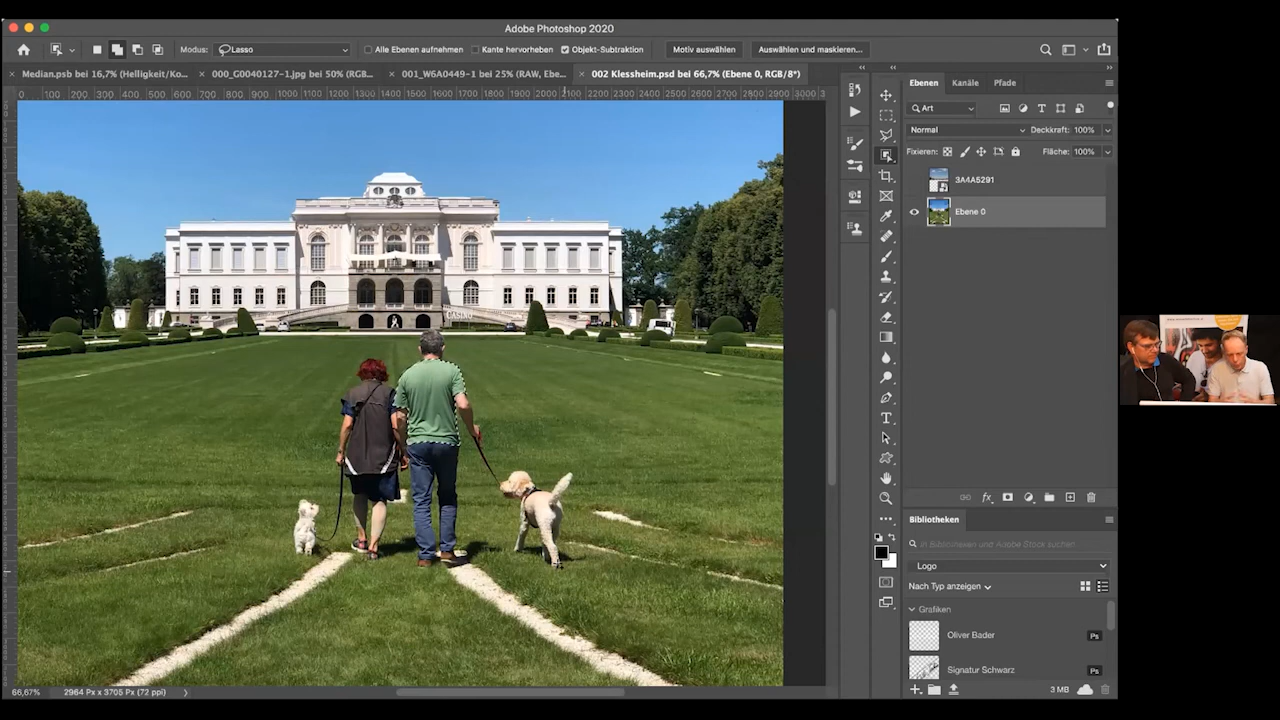 Adobe Photoshop 2020
Modus: Lasso Alle Ebenen aufnehmen Kante hervorheben Objekt-Subtraktion Motiv auswählen Auswählen und maskieren...
Median.psb bei 16,7% (Helligkeit/Ko... 000_G0040127-1.jpg bei 50% (RGB... 001_W6A0449-1 bei 25% (RAW, Ebe... 002 Klessheim.psd bei 66,7% (Ebene 0, RGB/8*)
0 100 200 300 400 500 600 700 800 900 1000 1100 1200 1300 1400 1500 1600 1700 1800 1900 2000 2100 2200 2300 2400 2500 2600 2700 2800 2900 3000 3
Ebenen Kanäle Pfade
Art
Normal Deckkraft: 100%
Fixieren: Fläche: 100%
3A4A5291
Ebene 0
CASINO
Bibliotheken
In Bibliotheken und Adobe Stock suchen
Logo
Nach Typ anzeigen
Grafiken
Oliver Bader Ps
Signatur Schwarz Ps
3 MB
66,67% 2964 Px x 3705 Px (72 ppi)